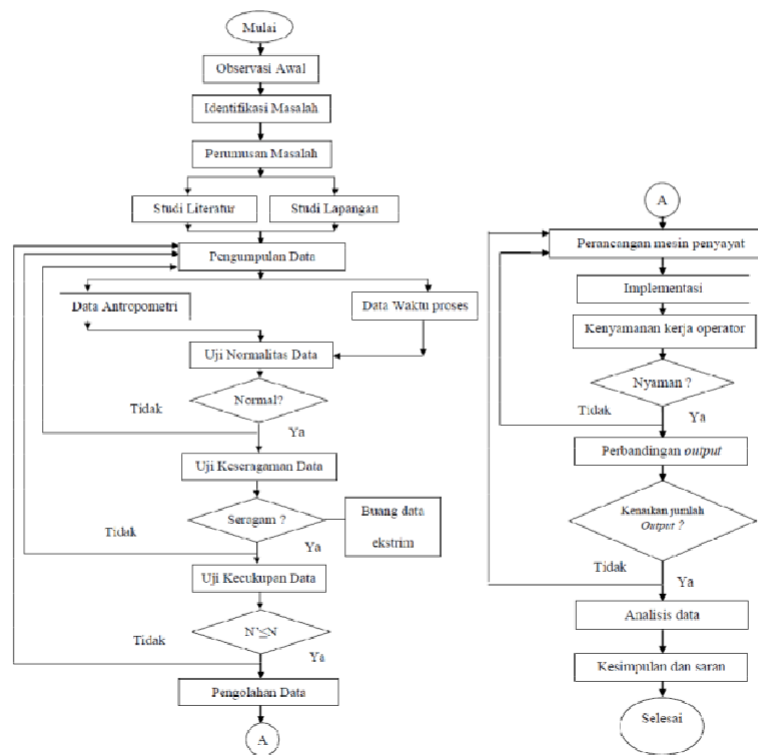 Mulai
Observasi Awal
Identifikasi Masalah
Perumusan Masalah
Studi Literatur
Studi Lapangan
Pengumpulan Data
Data Antropometri
Data Waktu proses
Uji Normalitas Data
Normal?
Tidak
Ya
Uji Keseragaman Data
Seragam ?
Buang data
ekstrim
Tidak
Ya
Uji Kecukupan Data
N'≤N
Tidak
Ya
Pengolahan Data
A
A
Perancangan mesin penyayat
Implementasi
Kenyamanan kerja operator
Nyaman ?
Tidak
Ya
Perbandingan output
Kenaikan jumlah
Output ?
Tidak
Ya
Analisis data
Kesimpulan dan saran
Selesai